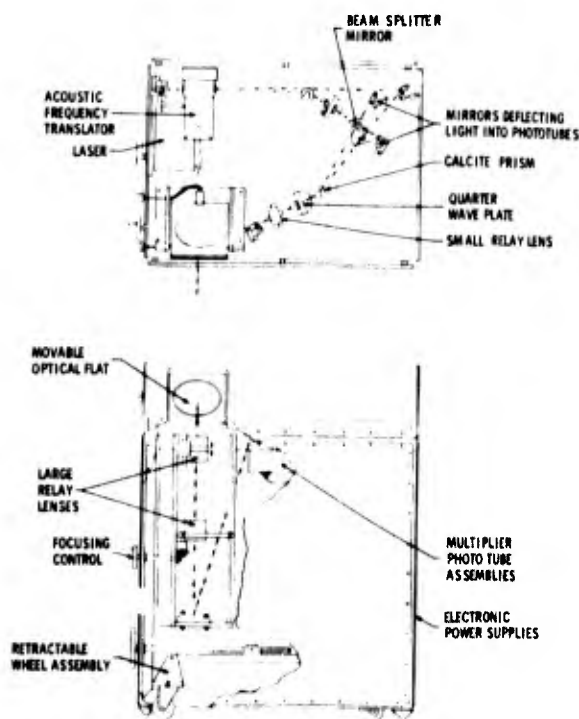 BEAM SPLITTER
MIRROR
ACOUSTIC
FREQUENCY
TRANSLATOR
LASER
MIRRORS DEFLECTING
LIGHT INTO PHOTOTUBES
CALCITE PRISM
QUARTER
WAVE PLATE
SMALL RELAY LENS
MOVABLE
OPTICAL FLAT
LARGE
RELAY
LENSES
FOCUSING
CONTROL
MULTIPLIER
PHOTO TUBE
ASSEMBLIES
ELECTRONIC
POWER SUPPLIES
RETRACTABLE
WHEEL ASSEMBLY